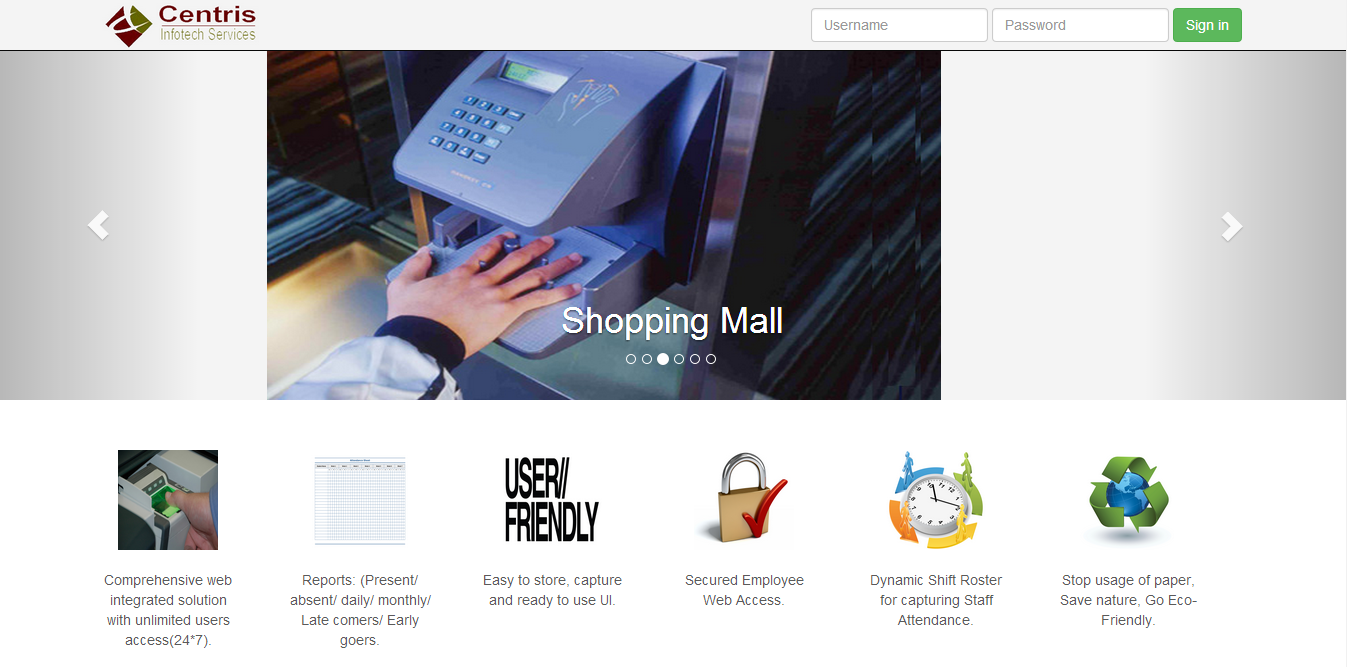 Centris
Infotech Services
Username
Password
Sign in
Shopping Mall
USER//
FRIENDLY
Comprehensive web
integrated solution
with unlimited users
access(24*7).
Reports: (Present/
absent/ daily/ monthly/
Late comers/ Early
goers.
Easy to store, capture
and ready to use UI.
Secured Employee
Web Access.
Dynamic Shift Roster
for capturing Staff
Attendance.
Stop usage of paper,
Save nature, Go Eco-
Friendly.